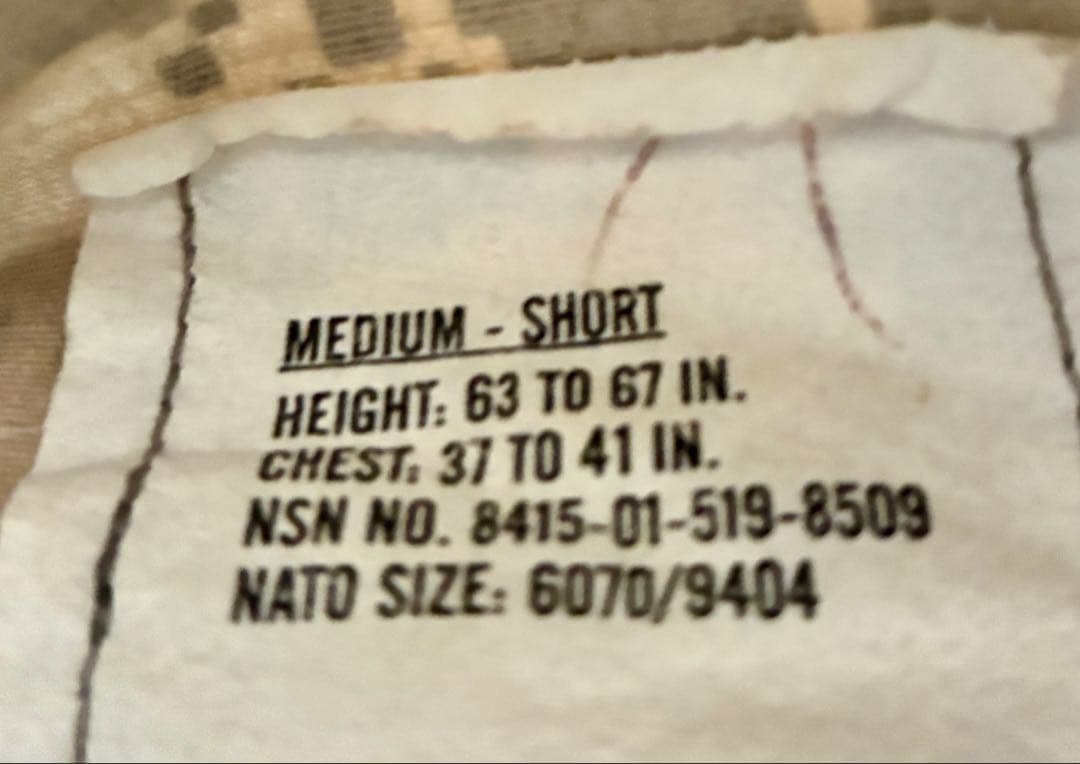 MEDIUM - SHORT
HEIGHT: 63 TO 67 IN.
CHEST: 37 TO 41 IN.
NSN NO. 8415-01-519-8509
NATO SIZE: 6070/9404